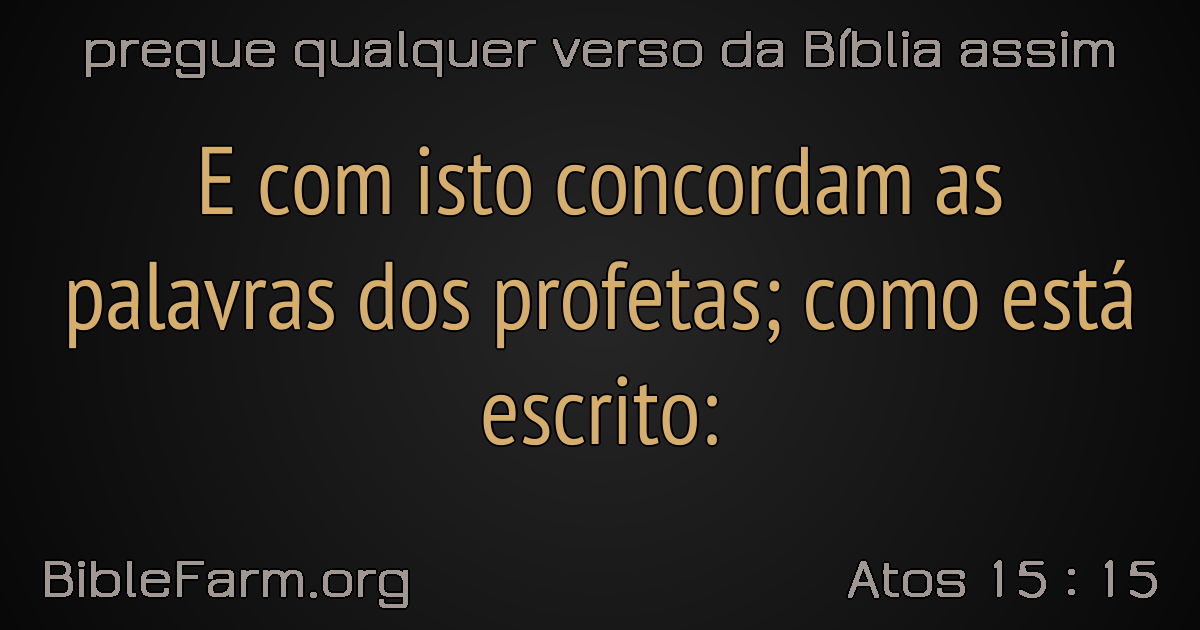 pregue qualquer verso da Bíblia assim
E com isto concordam as
palavras dos profetas; como está
escrito:
BibleFarm.org
Atos 15 : 15